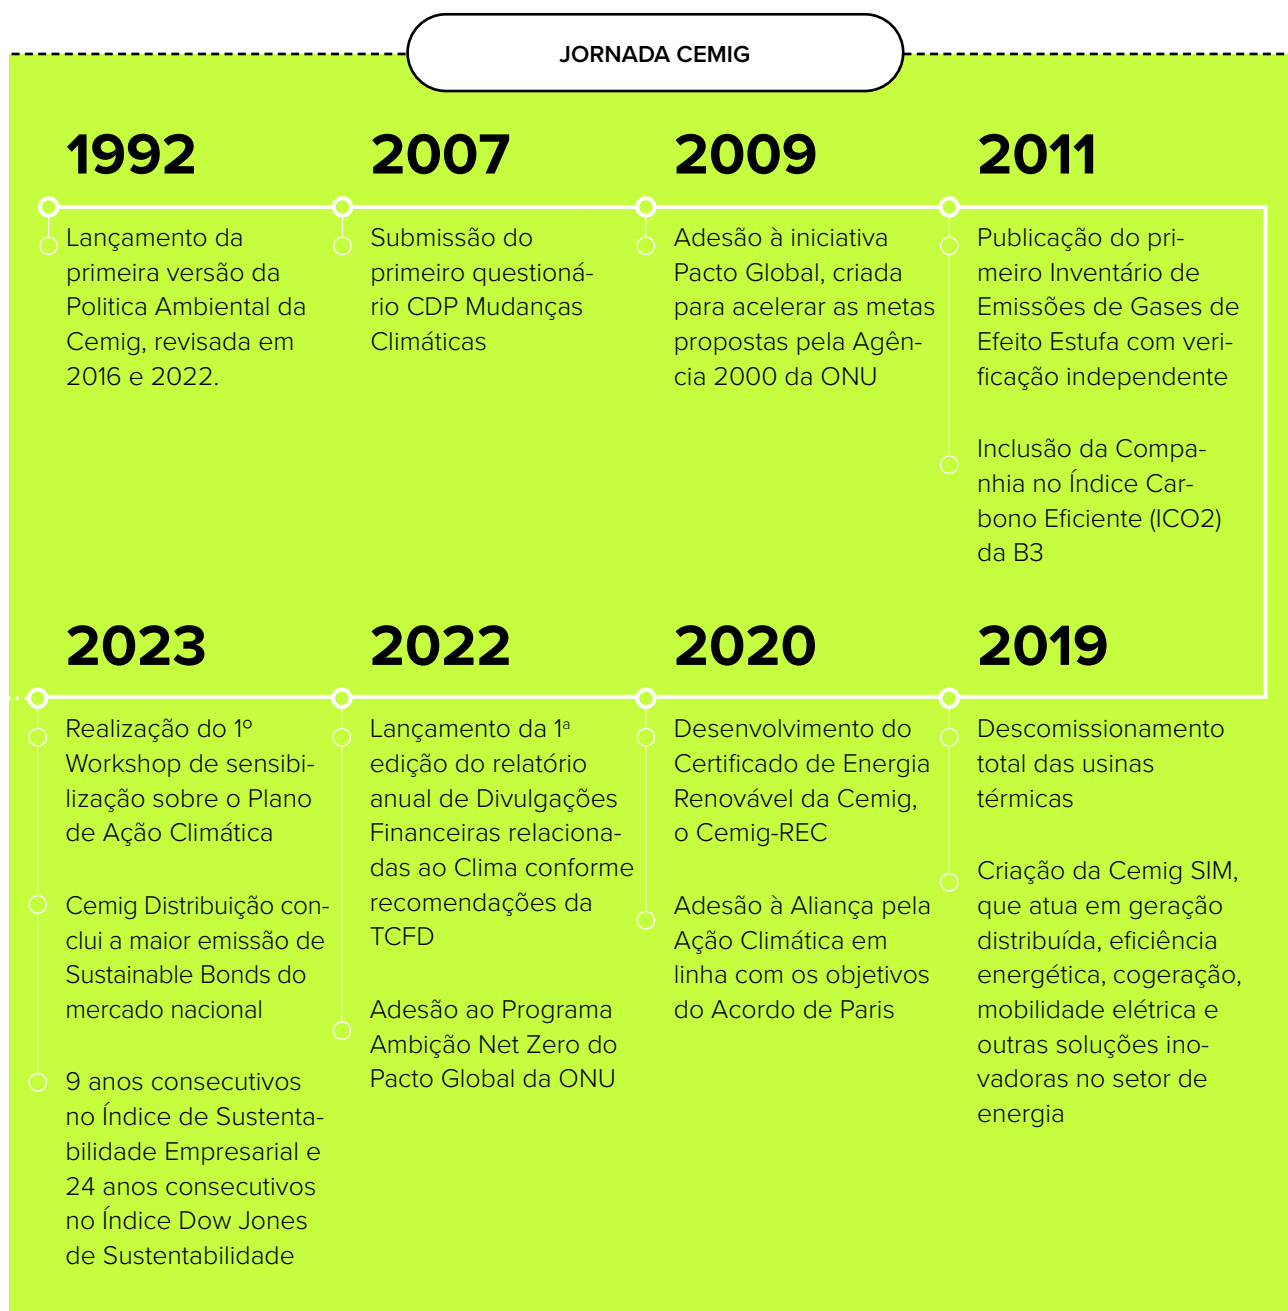 JORNADA CEMIG
1992
Lançamento da
primeira versão da
Politica Ambiental da
Cemig, revisada em
2016 e 2022.
2007
Submissão do
primeiro questioná-
rio CDP Mudanças
Climáticas
2009
Adesão à iniciativa
Pacto Global, criada
para acelerar as metas
propostas pela Agên-
cia 2000 da ONU
2011
Publicação do pri-
meiro Inventário de
Emissões de Gases de
Efeito Estufa com veri-
ficação independente
Inclusão da Compa-
nhia no Índice Car-
bono Eficiente (ICO2)
da B3
2019
Descomissionamento
total das usinas
térmicas
Criação da Cemig SIM,
que atua em geração
distribuída, eficiência
energética, cogeração,
mobilidade elétrica e
outras soluções ino-
vadoras no setor de
energia
2020
Desenvolvimento do
Certificado de Energia
Renovável da Cemig,
o Cemig-REC
Adesão à Aliança pela
Ação Climática em
linha com os objetivos
do Acordo de Paris
2022
Lançamento da 1ª
edição do relatório
anual de Divulgações
Financeiras relaciona-
das ao Clima conforme
recomendações da
TCFD
Adesão ao Programa
Ambição Net Zero do
Pacto Global da ONU
2023
Realização do 1º
Workshop de sensibi-
lização sobre o Plano
de Ação Climática
Cemig Distribuição con-
clui a maior emissão de
Sustainable Bonds do
mercado nacional
9 anos consecutivos
no Índice de Sustenta-
bilidade Empresarial e
24 anos consecutivos
no Índice Dow Jones
de Sustentabilidade